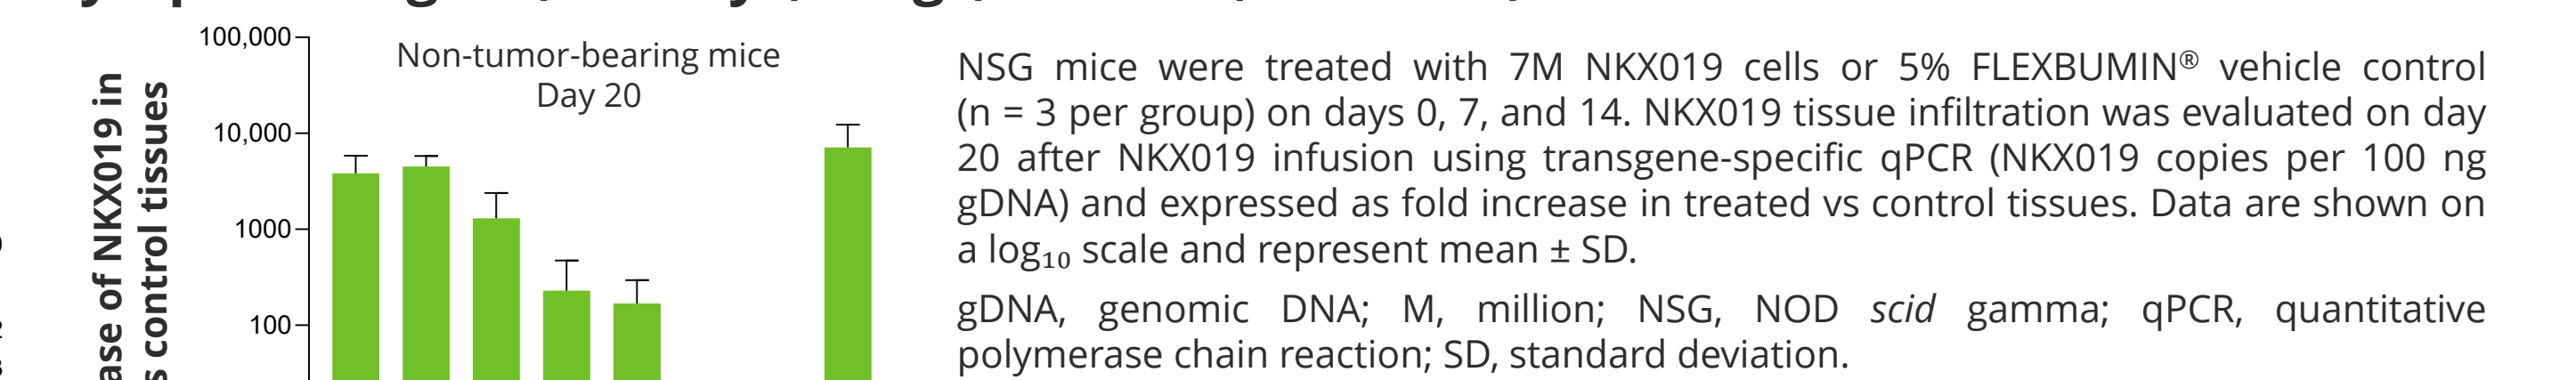 100,000
10,000
1000
100
ase of NKX019 in
s control tissues
Non-tumor-bearing mice
Day 20
NSG mice were treated with 7M NKX019 cells or 5% FLEXBUMIN® vehicle control
(n = 3 per group) on days 0, 7, and 14. NKX019 tissue infiltration was evaluated on day
20 after NKX019 infusion using transgene-specific qPCR (NKX019 copies per 100 ng
gDNA) and expressed as fold increase in treated vs control tissues. Data are shown on
a log₁₀ scale and represent mean ± SD.
gDNA, genomic DNA; M, million; NSG, NOD scid gamma; qPCR, quantitative
polymerase chain reaction; SD, standard deviation.